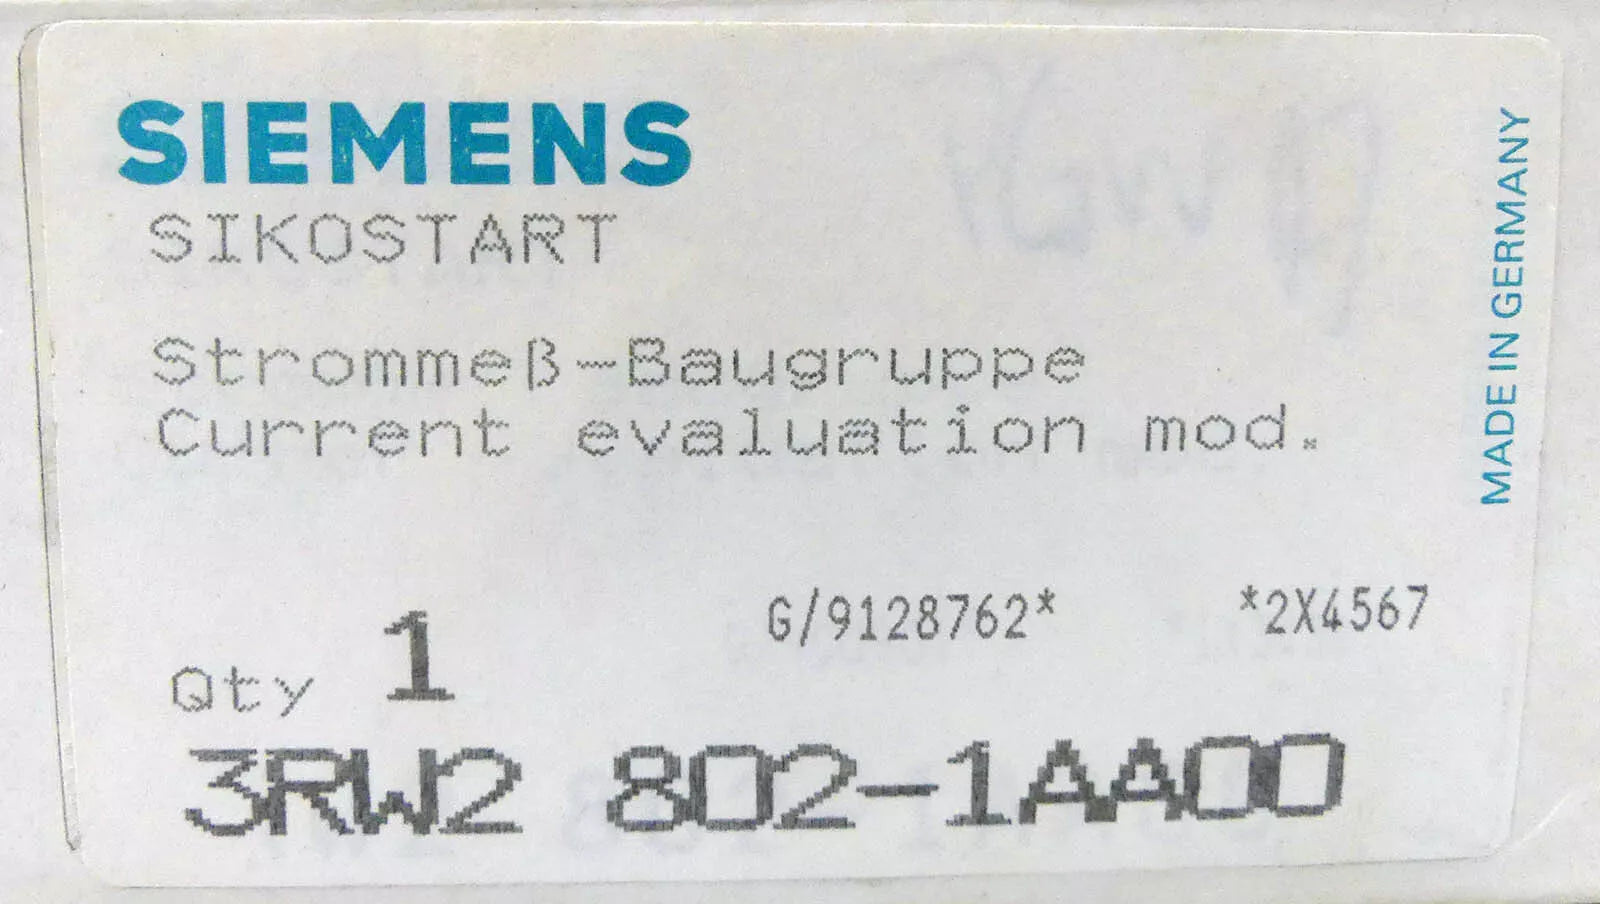 SIEMENS
SIKOSTART
Strommeß-Baugruppe
Current evaluation mod.
G/9128762* *2X4567
Qty 1
3RW2 802-1AA00
MADE IN GERMANY